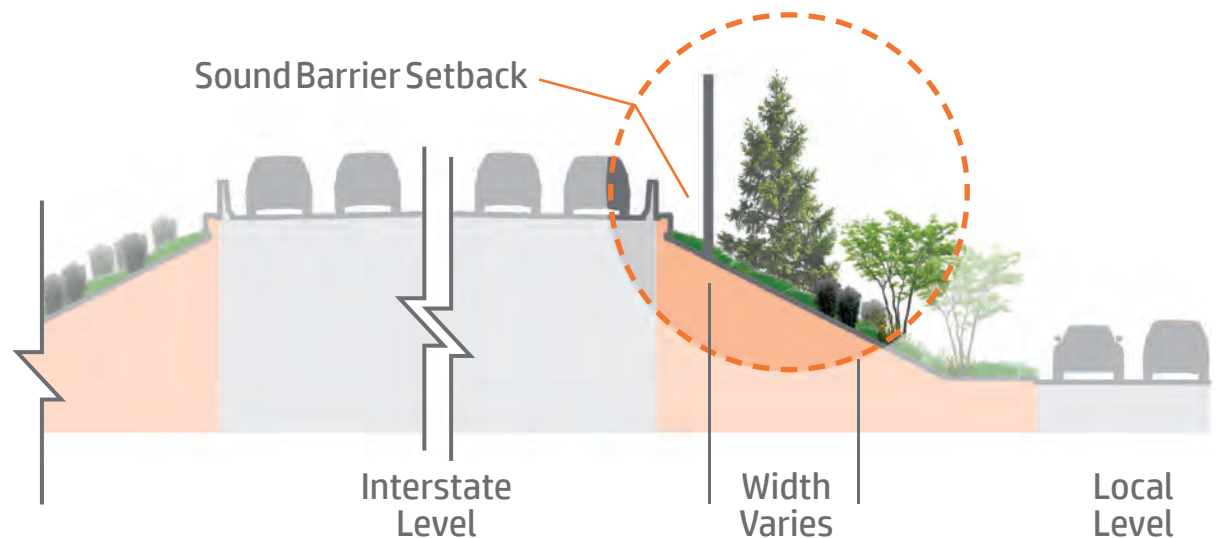 Sound Barrier Setback
Interstate
Level
Width
Varies
Local
Level